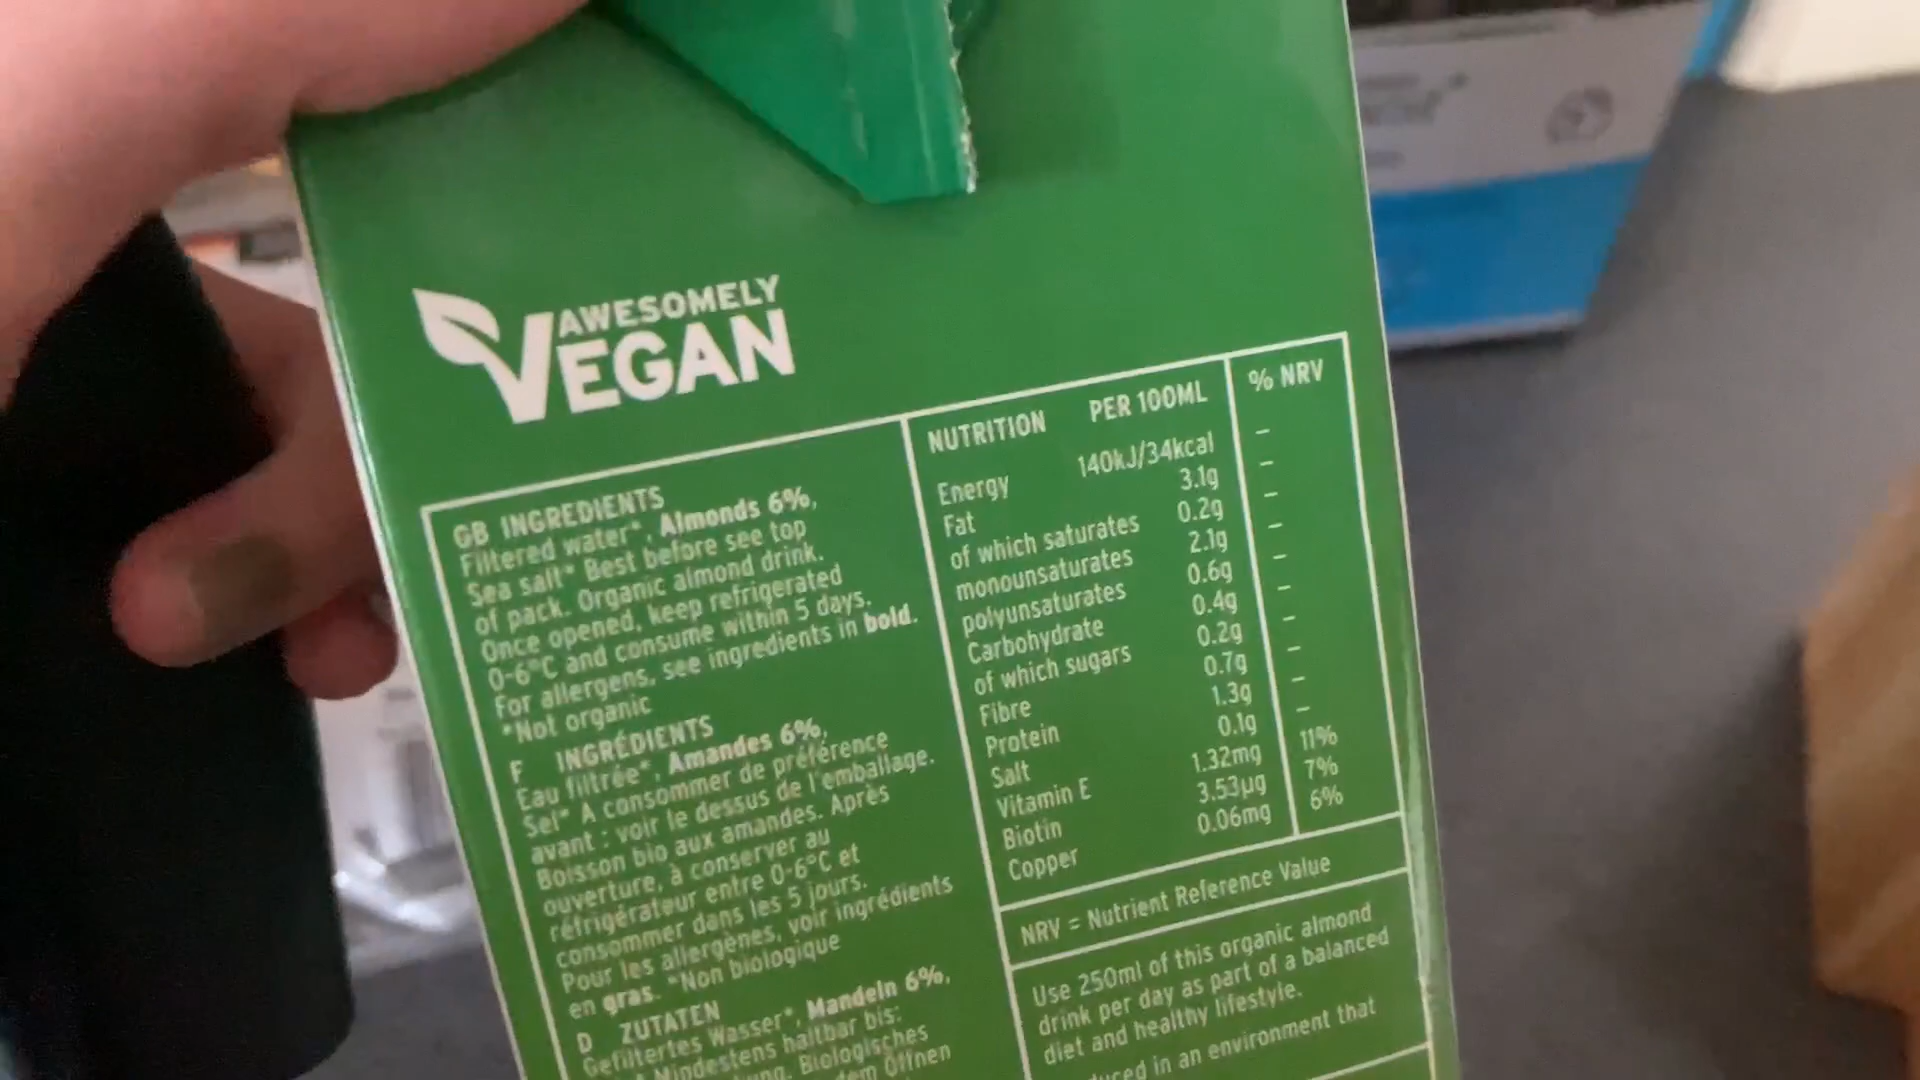 AWESOMELY
VEGAN
GB INGREDIENTS
Filtered water*, Almonds 6%,
Sea salt* Best before see top
of pack. Organic almond drink.
Once opened, keep refrigerated
0-6°C and consume within 5 days.
For allergens, see ingredients in bold.
*Not organic
F INGRÉDIENTS
Eau filtrée*, Amandes 6%,
Sel* A consommer de préférence
avant : voir le dessus de l'emballage.
Boisson bio aux amandes. Après
ouverture, à conserver au
réfrigérateur entre 0-6°C et
consommer dans les 5 jours.
Pour les allergènes, voir ingrédients
en gras. *Non biologique
D ZUTATEN
Gefiltertes Wasser*, Mandeln 6%,
Mindestens haltbar bis:
Biologisches
dem Öffnen
NUTRITION PER 100ML % NRV
Energy 140kJ/34kcal –
Fat 3.1g –
of which saturates 0.2g –
monounsaturates 2.1g –
polyunsaturates 0.6g –
Carbohydrate 0.4g –
of which sugars 0.2g –
Fibre 0.7g –
Protein 1.3g –
Salt 0.1g –
Vitamin E 1.32mg 11%
Biotin 3.53µg 7%
Copper 0.06mg 6%
NRV = Nutrient Reference Value
Use 250ml of this organic almond
drink per day as part of a balanced
diet and healthy lifestyle.
in an environment that